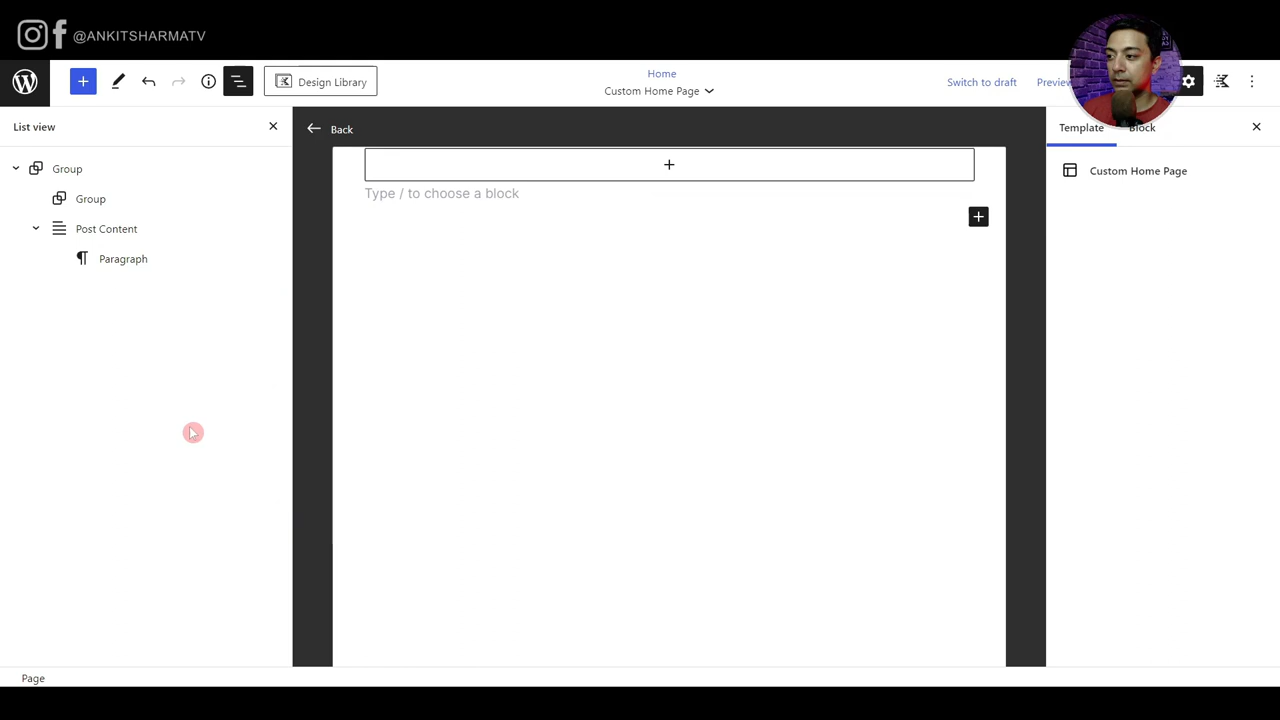 @ANKITSHARMATV
Design Library
Home
Custom Home Page
Switch to draft
List view
Back
Template
Block
Group
Custom Home Page
Type / to choose a block
Group
Post Content
Paragraph
Page